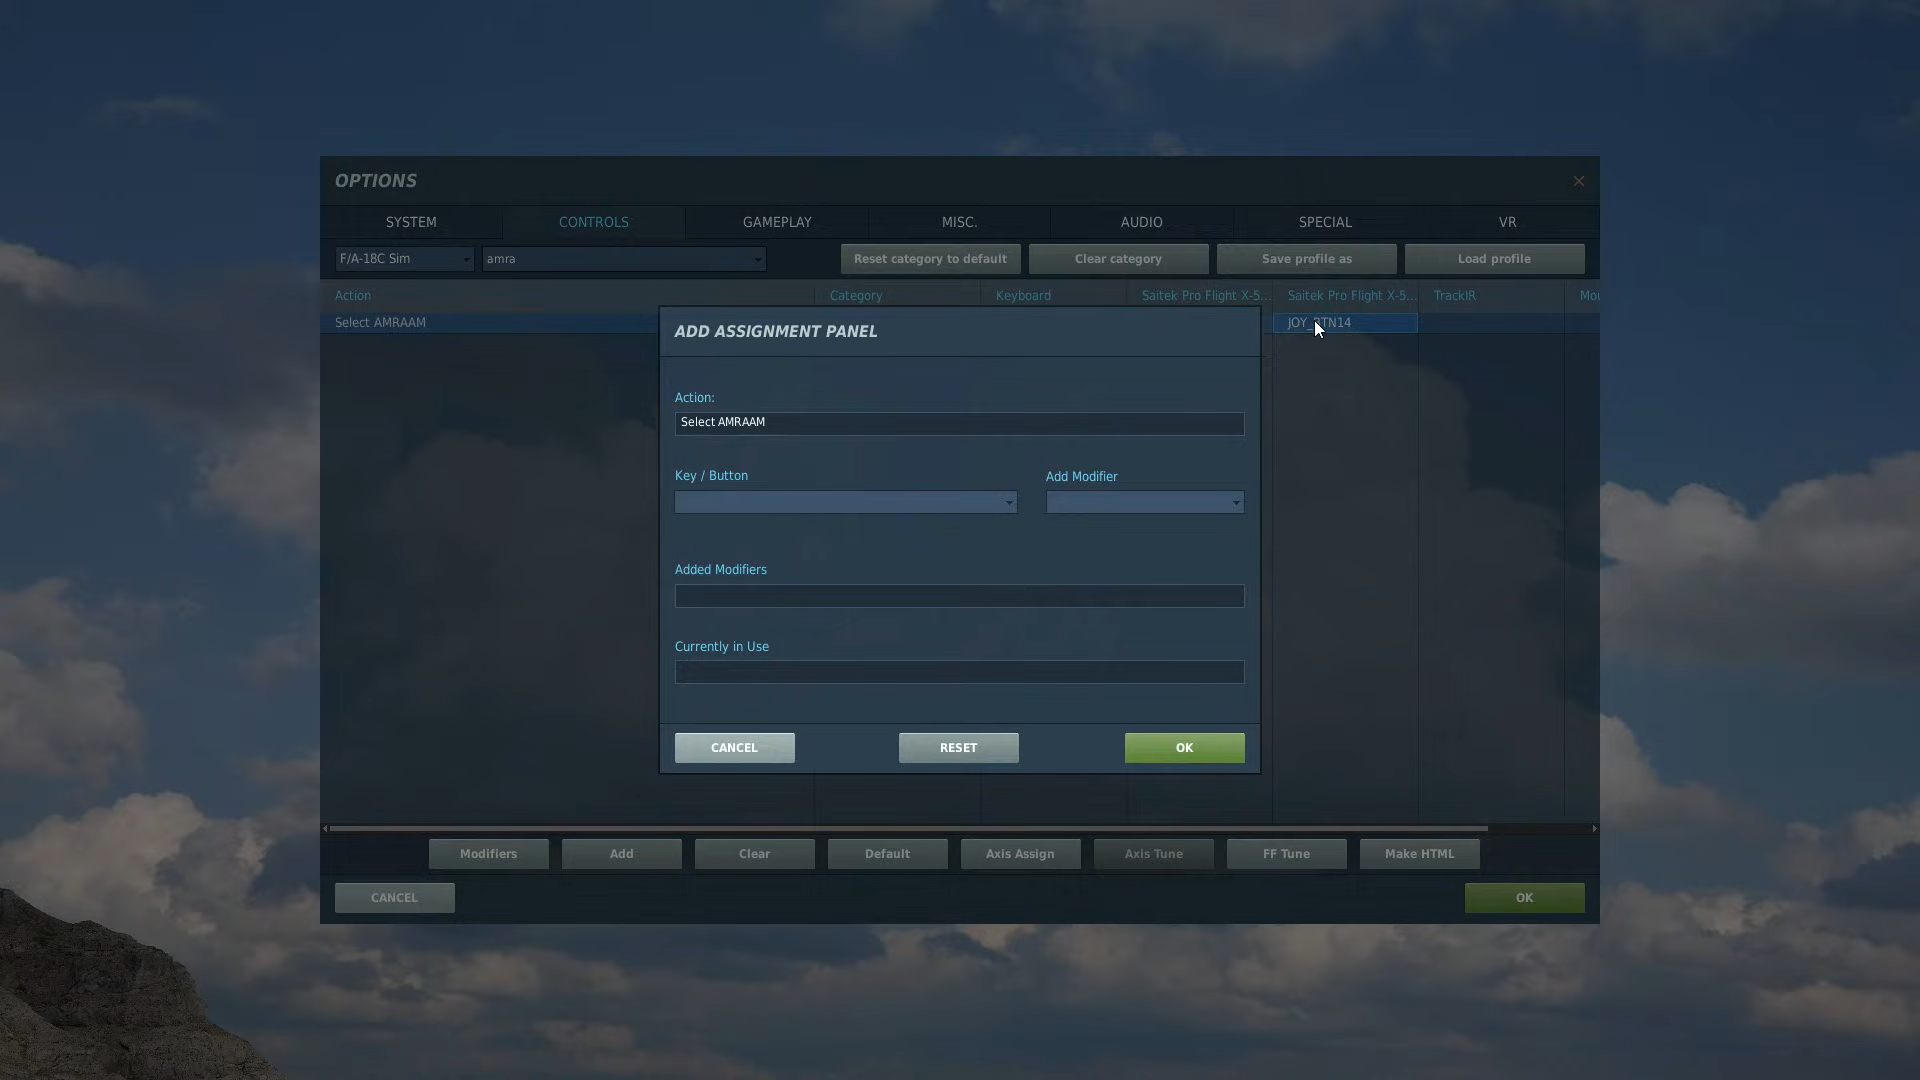 OPTIONS
SYSTEM CONTROLS GAMEPLAY MISC. AUDIO SPECIAL VR
F/A-18C Sim amra Reset category to default Clear category Save profile as Load profile
Action Category Keyboard Saitek Pro Flight X-5... Saitek Pro Flight X-5... TrackIR Mou
Select AMRAAM JOY_BTN14
ADD ASSIGNMENT PANEL
Action:
Select AMRAAM
Key / Button Add Modifier
Added Modifiers
Currently in Use
CANCEL RESET OK
Modifiers Add Clear Default Axis Assign Axis Tune FF Tune Make HTML
CANCEL OK